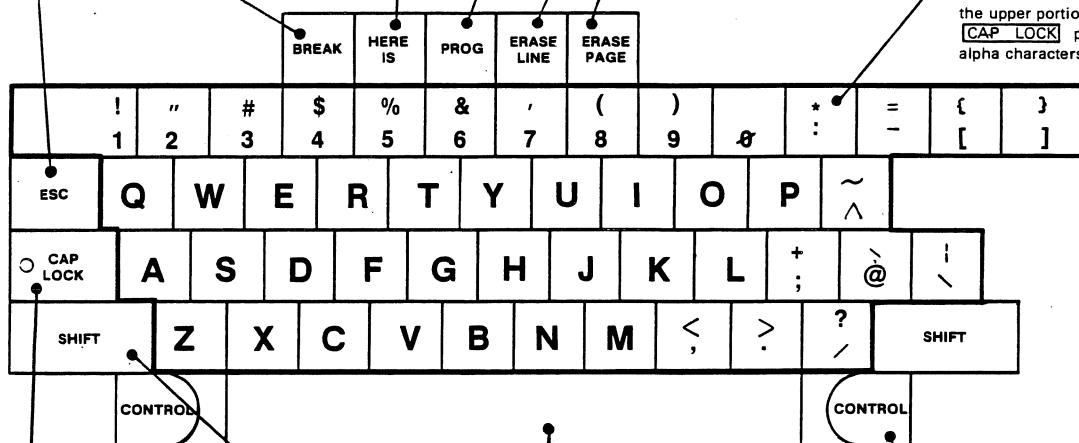 the upper portio
CAP LOCK p
alpha characters
BREAK
HERE IS
PROG
ERASE LINE
ERASE PAGE
! " # $ % & ' ( ) * = { }
1 2 3 4 5 6 7 8 9 0 : - [ ]
ESC Q W E R T Y U I O P ~ ^
CAP LOCK A S D F G H J K L + ; ` @ ¦ \
SHIFT Z X C V B N M < , > . ? / SHIFT
CONTROL CONTROL